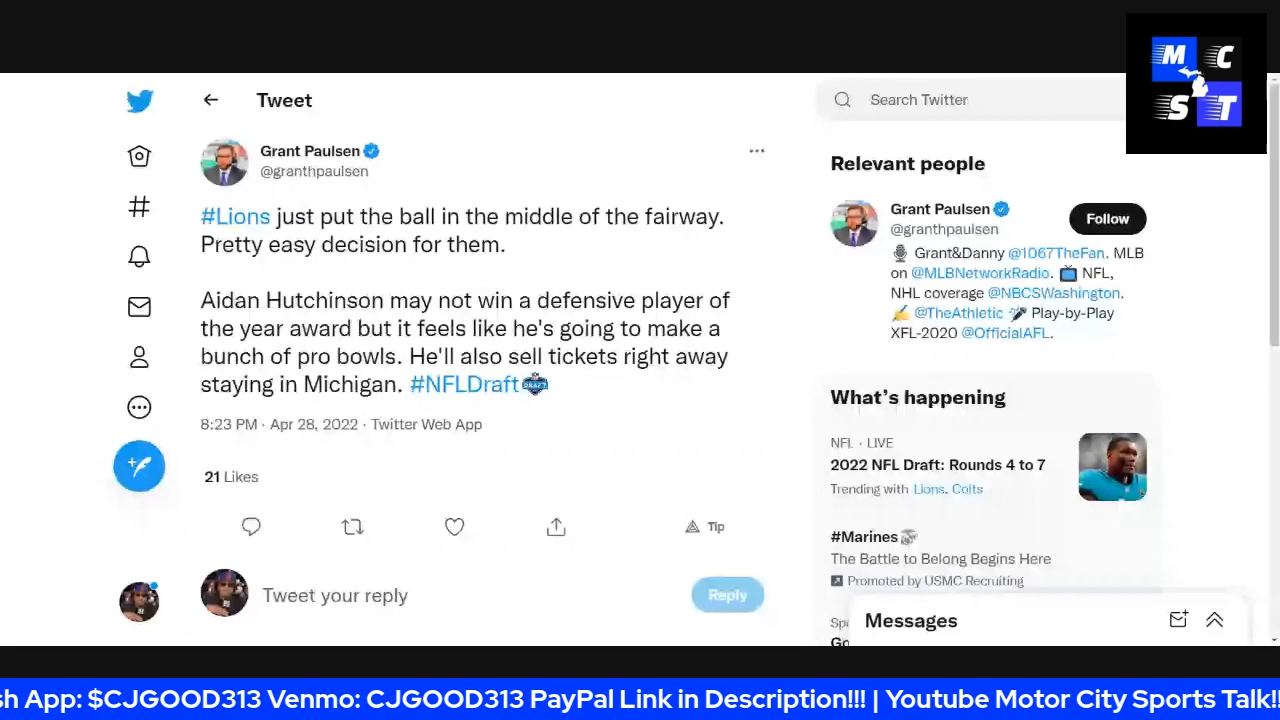 M C
S T
Tweet
Search Twitter
Grant Paulsen
@granthpaulsen
#Lions just put the ball in the middle of the fairway.
Pretty easy decision for them.
Aidan Hutchinson may not win a defensive player of
the year award but it feels like he's going to make a
bunch of pro bowls. He'll also sell tickets right away
staying in Michigan. #NFLDraft
8:23 PM · Apr 28, 2022 · Twitter Web App
21 Likes
Tip
Tweet your reply
Reply
Relevant people
Grant Paulsen
@granthpaulsen
Follow
Grant&Danny @1067TheFan. MLB
on @MLBNetworkRadio. NFL,
NHL coverage @NBCSWashington.
@TheAthletic Play-by-Play
XFL-2020 @OfficialAFL.
What's happening
NFL · LIVE
2022 NFL Draft: Rounds 4 to 7
Trending with Lions, Colts
#Marines
The Battle to Belong Begins Here
Promoted by USMC Recruiting
Messages
sh App: $CJGOOD313 Venmo: CJGOOD313 PayPal Link in Description!!! | Youtube Motor City Sports Talk!!